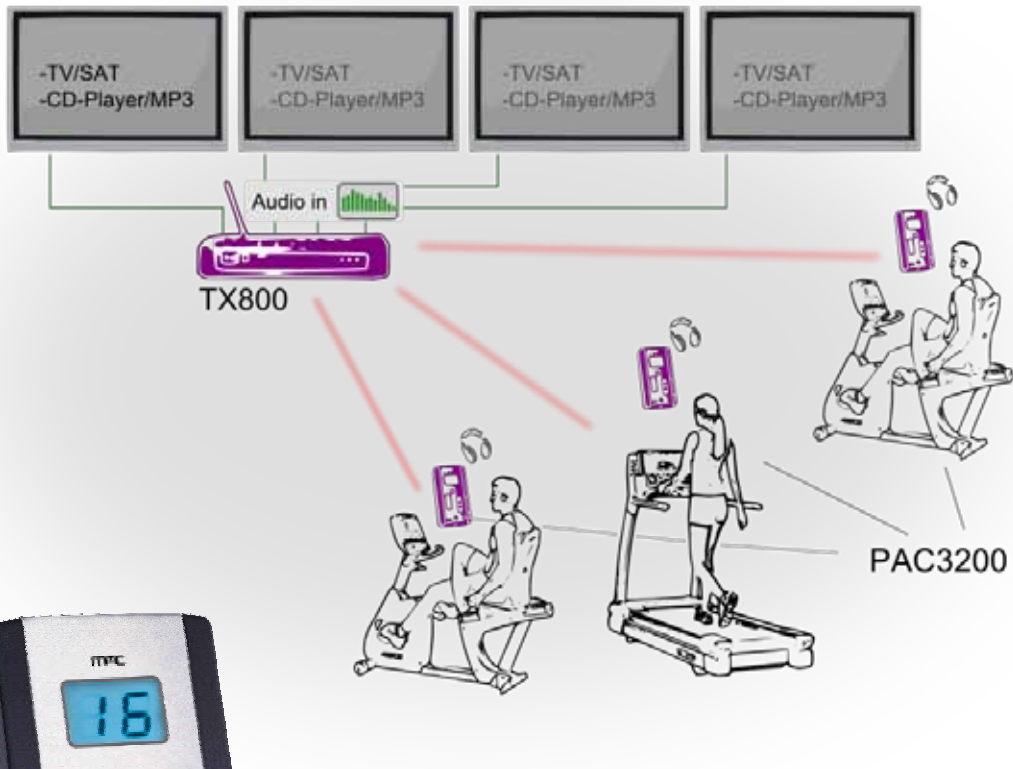 -TV/SAT
-CD-Player/MP3
-TV/SAT
-CD-Player/MP3
-TV/SAT
-CD-Player/MP3
-TV/SAT
-CD-Player/MP3
Audio in
TX800
PAC3200
mmc
16